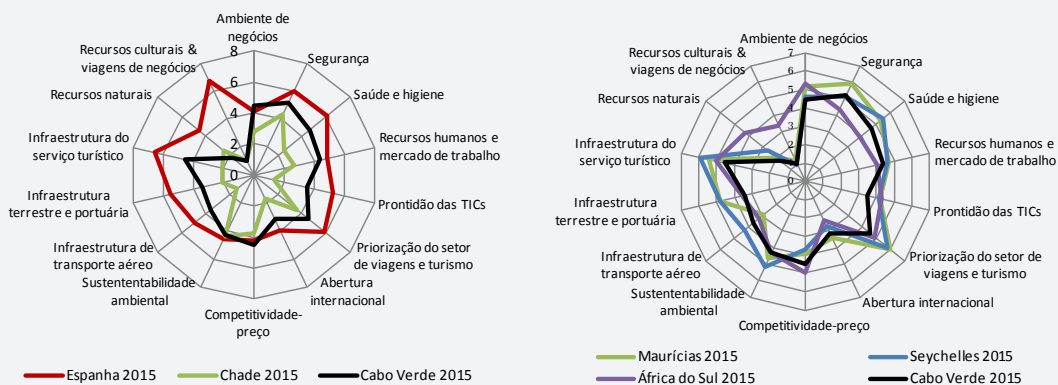 Ambiente de
negócios
Segurança
Saúde e higiene
Recursos humanos e
mercado de trabalho
Prontidão das TICs
Priorização do setor
de viagens e turismo
Abertura
internacional
Competitividade-
preço
Sustententabilidade
ambiental
Infraestrutura de
transporte aéreo
Infraestrutura
terrestre e portuária
Infraestrutura do
serviço turístico
Recursos naturais
Recursos culturais &
viagens de negócios
8
6
4
2
0
Espanha 2015
Chade 2015
Cabo Verde 2015
Ambiente de negócios
Segurança
Saúde e higiene
Recursos humanos e
mercado de trabalho
Prontidão das TICs
Priorização do setor de
viagens e turismo
Abertura internacional
Competitividade-preço
Sustententabilidade
ambiental
Infraestrutura de
transporte aéreo
Infraestrutura
terrestre e portuária
Infraestrutura do
serviço turístico
Recursos naturais
Recursos culturais &
viagens de negócios
7
6
5
4
3
2
1
0
Maurícias 2015
Seychelles 2015
África do Sul 2015
Cabo Verde 2015